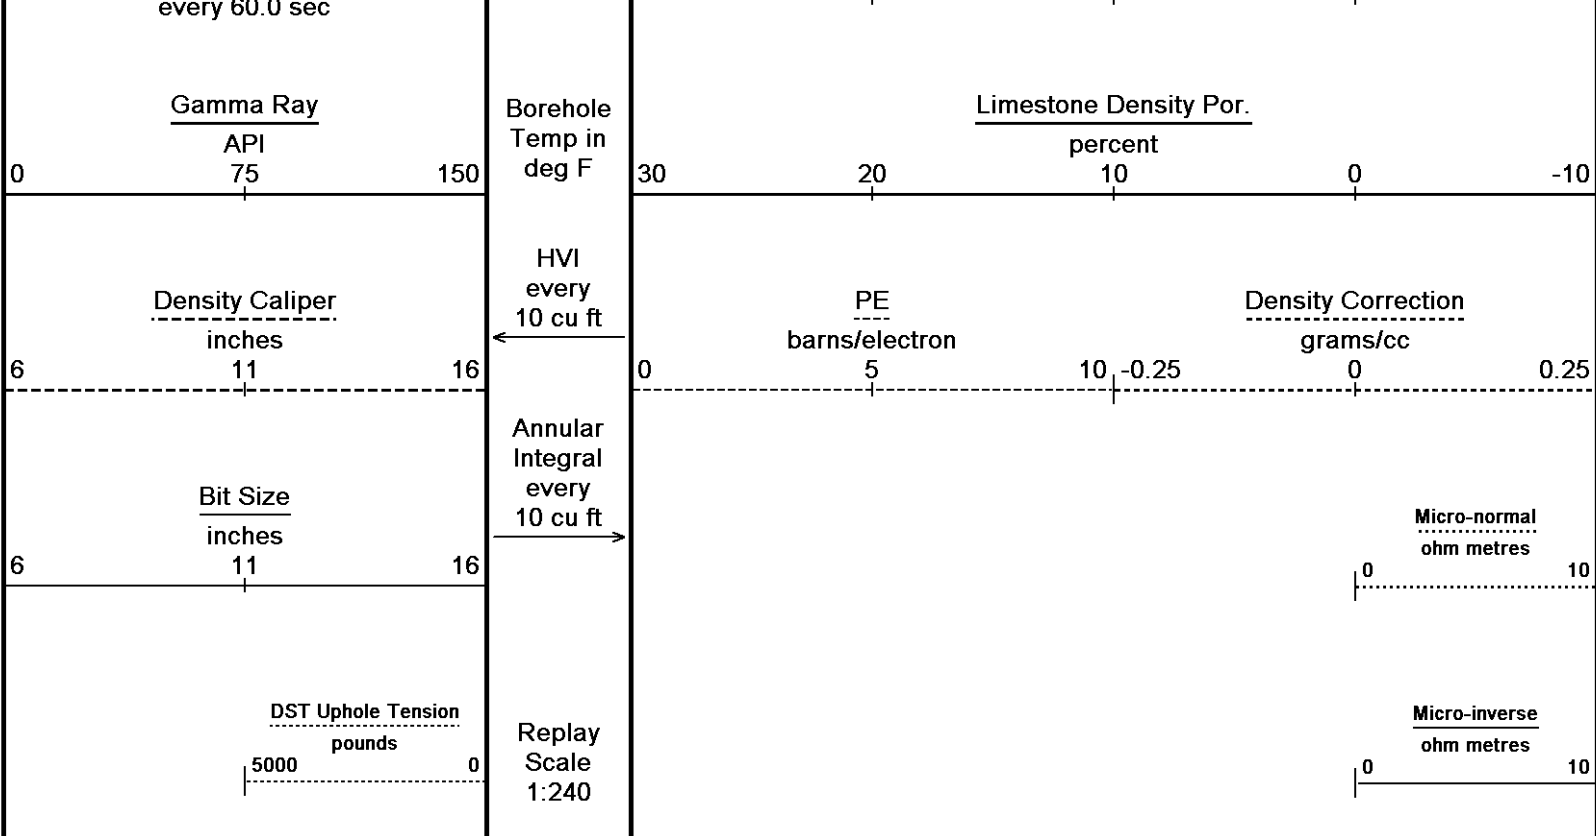 every 60.0 sec
Gamma Ray
API
0 75 150
Density Caliper
inches
6 11 16
Bit Size
inches
6 11 16
DST Uphole Tension
pounds
5000 0
Borehole
Temp in
deg F
HVI
every
10 cu ft
Annular
Integral
every
10 cu ft
Replay
Scale
1:240
Limestone Density Por.
percent
30 20 10 0 -10
PE
barns/electron
0 5 10
Density Correction
grams/cc
-0.25 0 0.25
Micro-normal
ohm metres
0 10
Micro-inverse
ohm metres
0 10